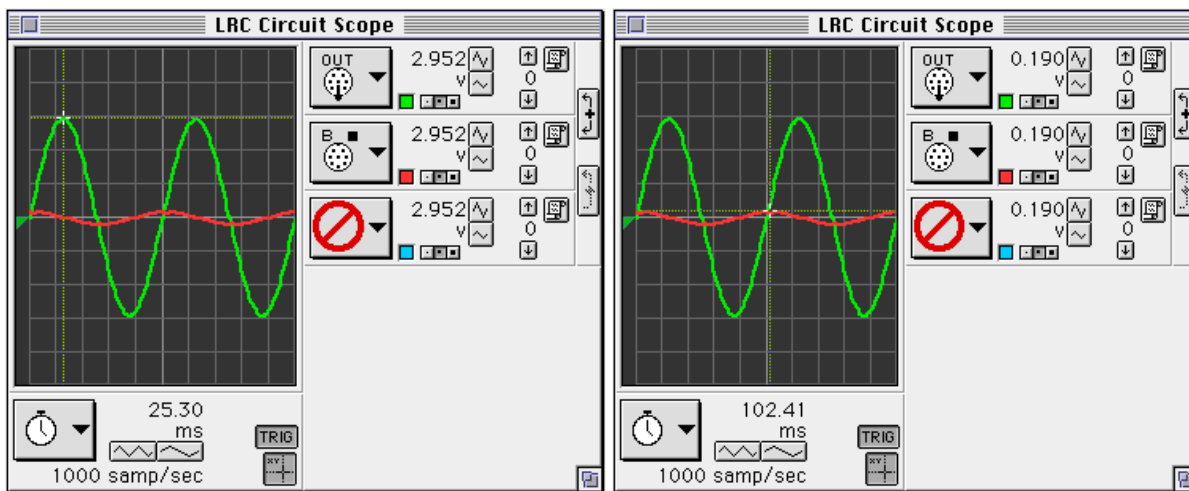 LRC Circuit Scope
OUT
2.952
V
0
B
2.952
V
0
2.952
V
0
25.30
ms
TRIG
XY
1000 samp/sec
LRC Circuit Scope
OUT
0.190
V
0
B
0.190
V
0
0.190
V
0
102.41
ms
TRIG
XY
1000 samp/sec